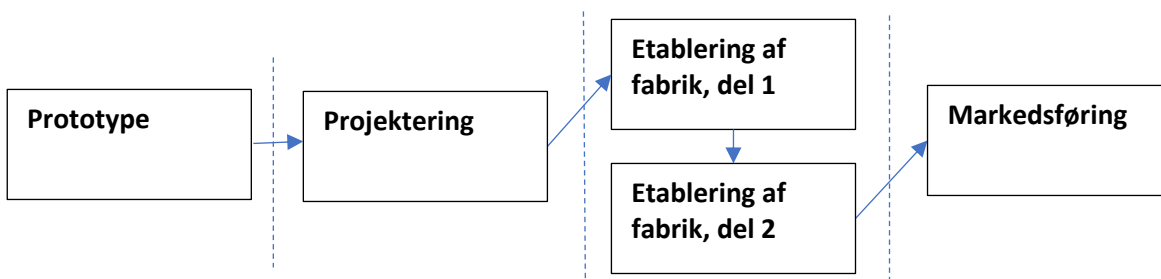 Prototype
Projektering
Etablering af
fabrik, del 1
Etablering af
fabrik, del 2
Markedsføring